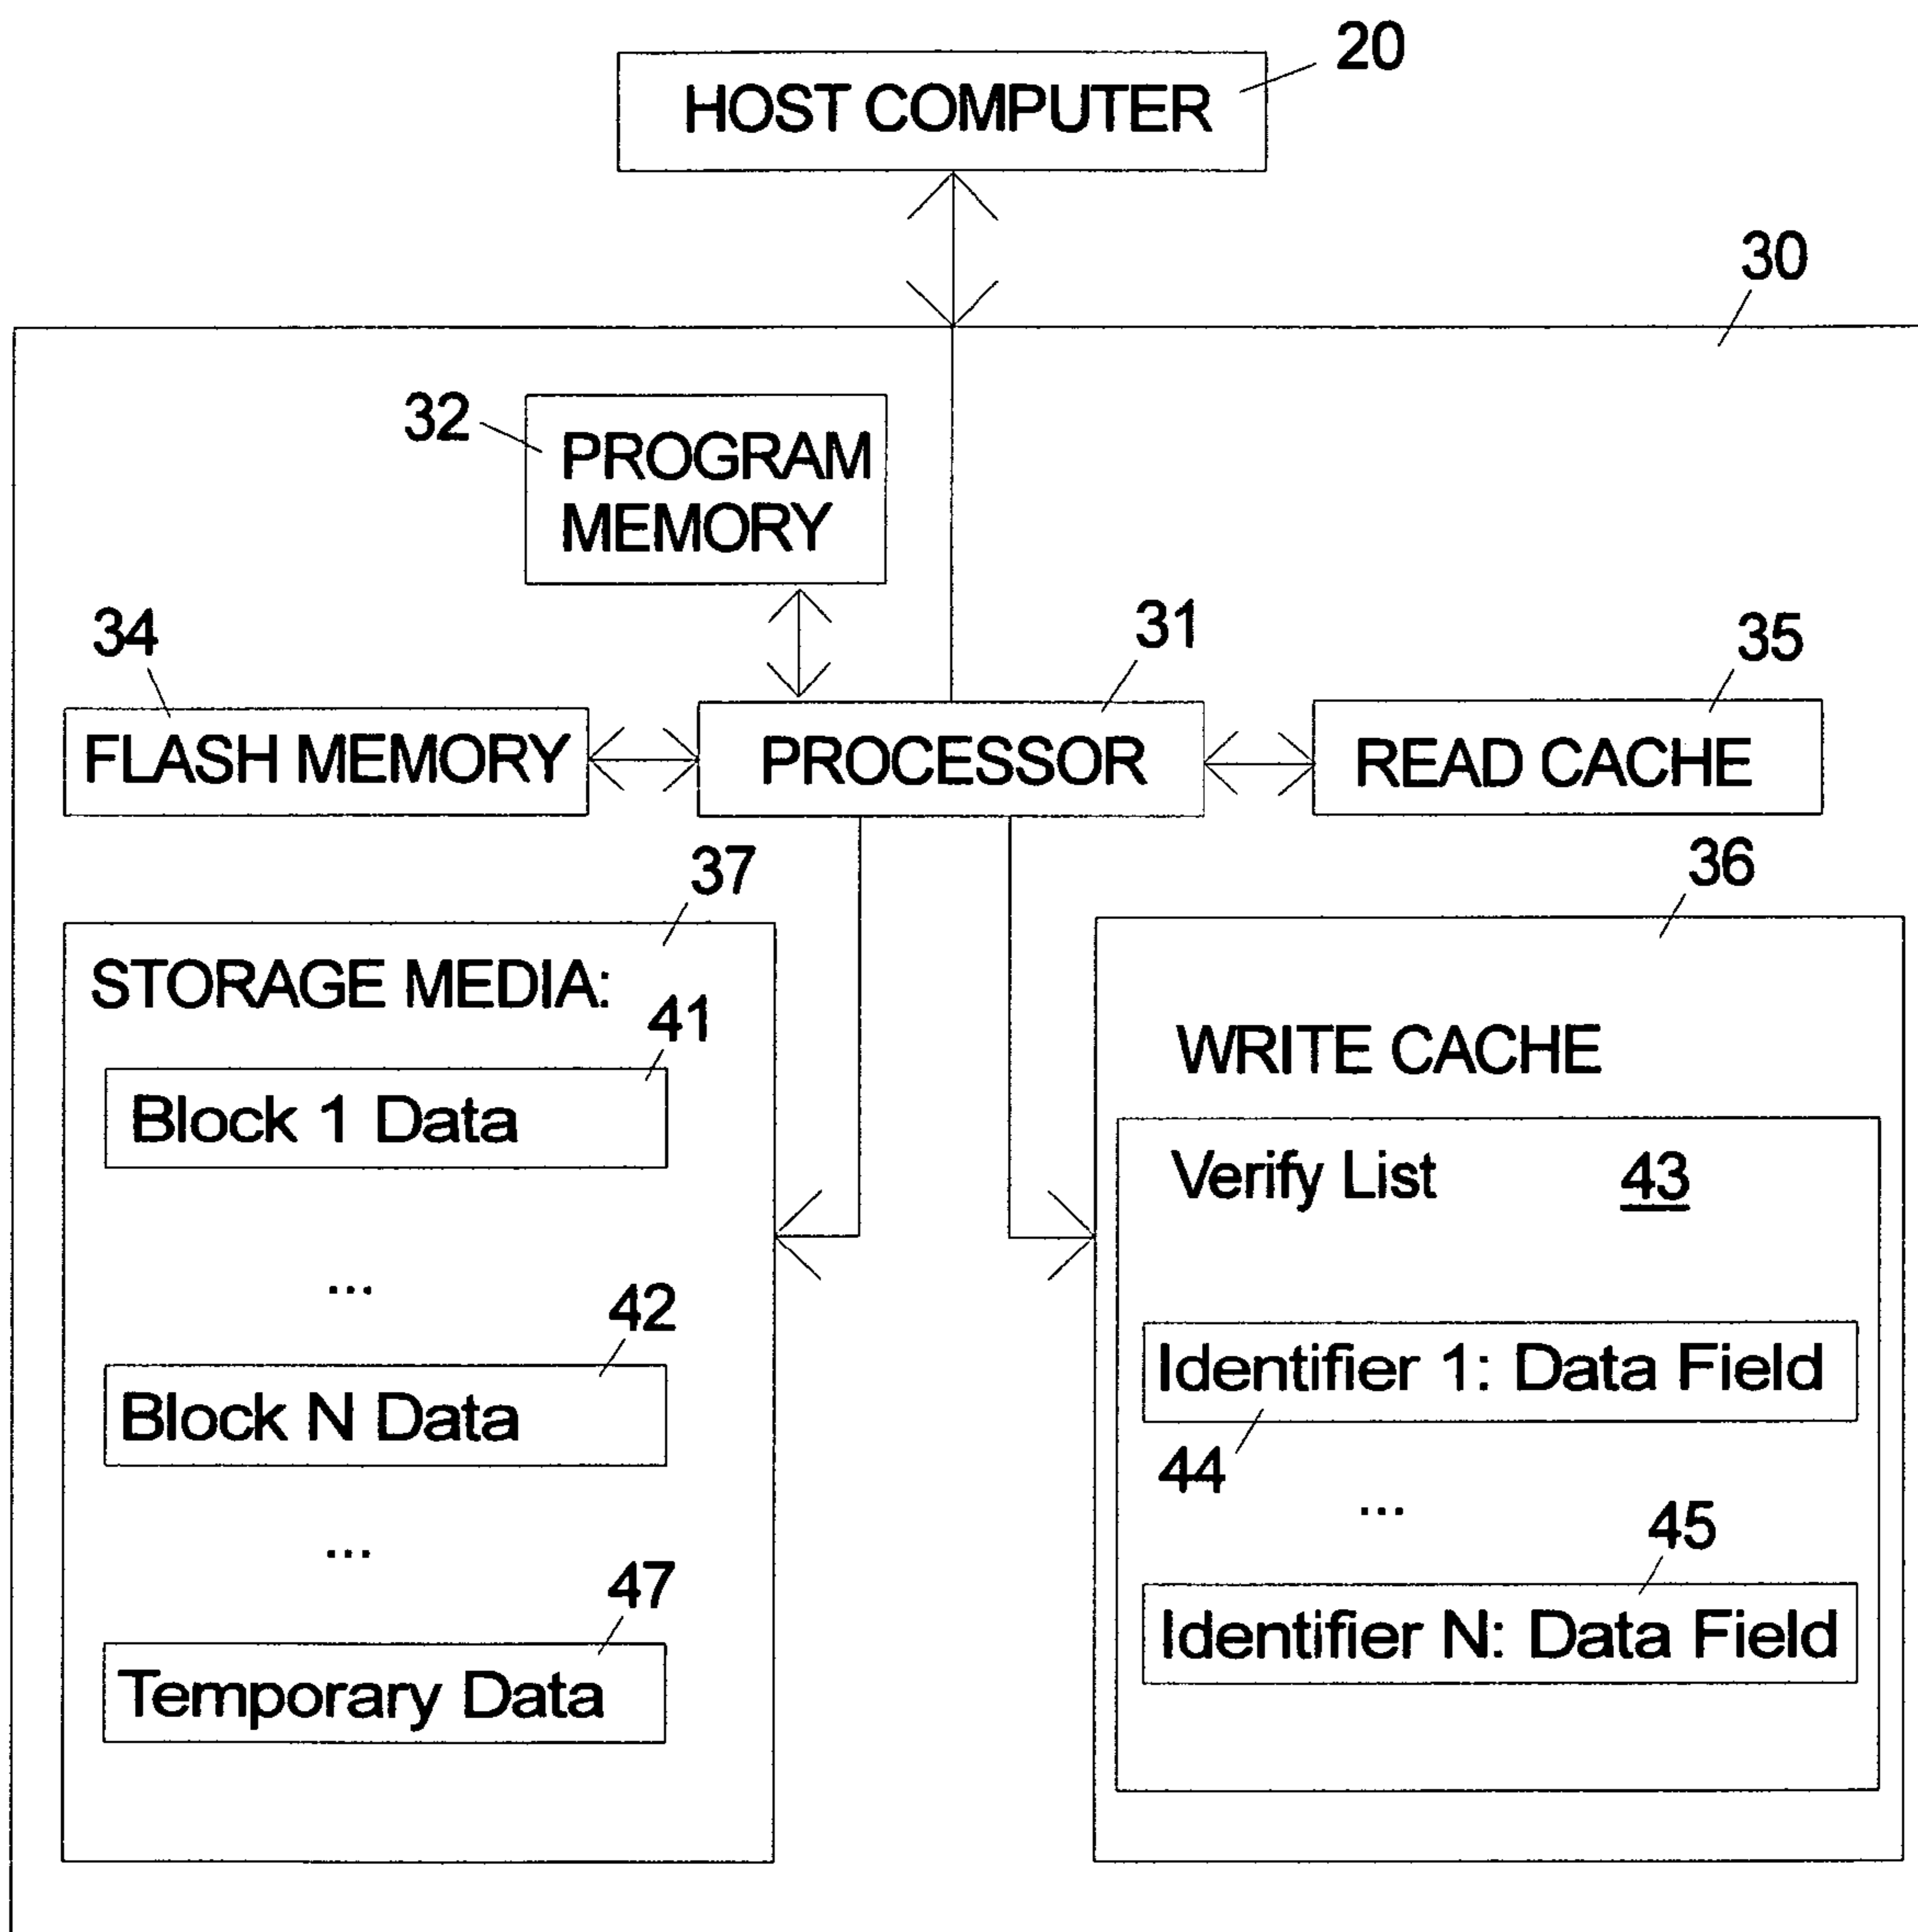 20
HOST COMPUTER
30
32
PROGRAM
MEMORY
34
31
35
FLASH MEMORY
PROCESSOR
READ CACHE
37
36
STORAGE MEDIA:
41
WRITE CACHE
Block 1 Data
Verify List 43
...
42
Identifier 1: Data Field
Block N Data
44
...
...
45
47
Identifier N: Data Field
Temporary Data